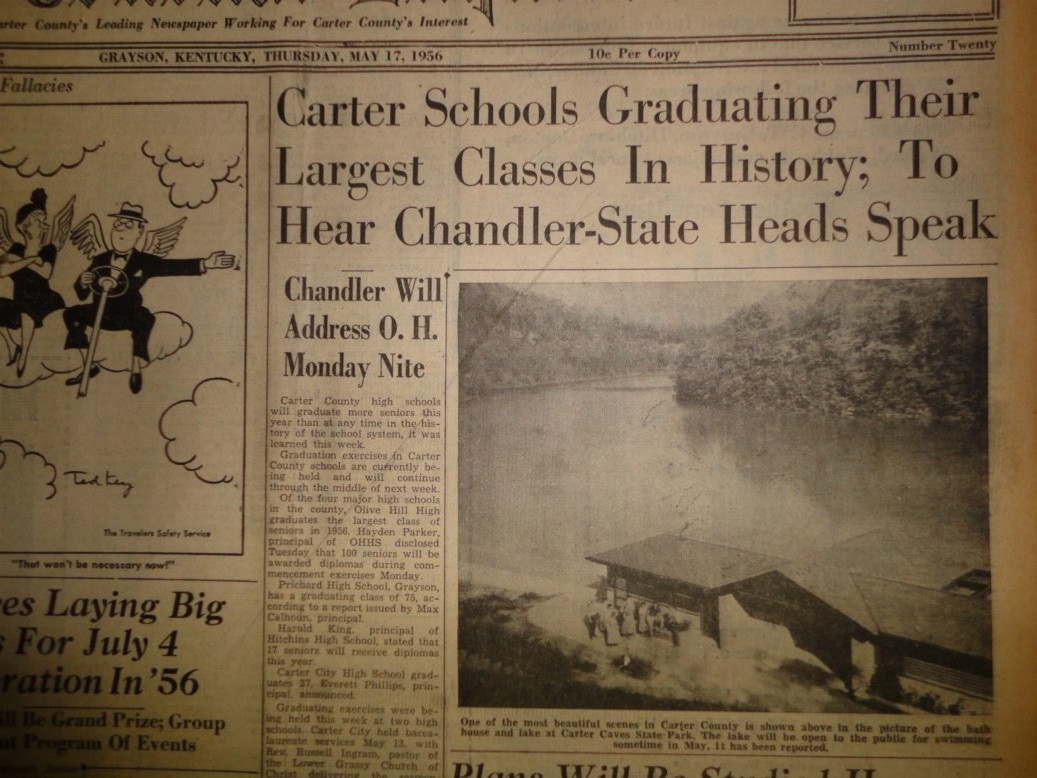 arter County's Leading Newspaper Working For Carter County's Interest
GRAYSON, KENTUCKY, THURSDAY, MAY 17, 1956
10c Per Copy
Number Twenty
Fallacies
Ted Key
The Travelers Safety Service
"That won't be necessary now!"
es Laying Big
s For July 4
ration In '56
ill Be Grand Prize; Group
nt Program Of Events
Carter Schools Graduating Their
Largest Classes In History; To
Hear Chandler-State Heads Speak
Chandler Will
Address O. H.
Monday Nite
Carter County high schools
will graduate more seniors this
year than at any time in the his-
tory of the school system, it was
learned this week.
Graduation exercises in Carter
County schools are currently be-
ing held and will continue
through the middle of next week.
Of the four major high schools
in the county, Olive Hill High
graduates the largest class of
seniors in 1956. Hayden Parker,
principal of OHHS disclosed
Tuesday that 100 seniors will be
awarded diplomas during com-
mencement exercises Monday.
Prichard High School, Grayson,
has a graduating class of 75, ac-
cording to a report issued by Max
Calhoun, principal.
Harold King, principal of
Hitchins High School, stated that
17 seniors will receive diplomas
this year.
Carter City High School grad-
uates 27, Everett Phillips, prin-
cipal, announced.
Graduating exercises were be-
ing held this week at two high
schools. Carter City held bacca-
laureate services May 13, with
Rev. Russell Ingram, pastor of
the Lower Grassy Church of
Christ delivering the
One of the most beautiful scenes in Carter County is shown above in the picture of the bath
house and lake at Carter Caves State Park. The lake will be open to the public for swimming
sometime in May, it has been reported.
Plans Will Be Studied